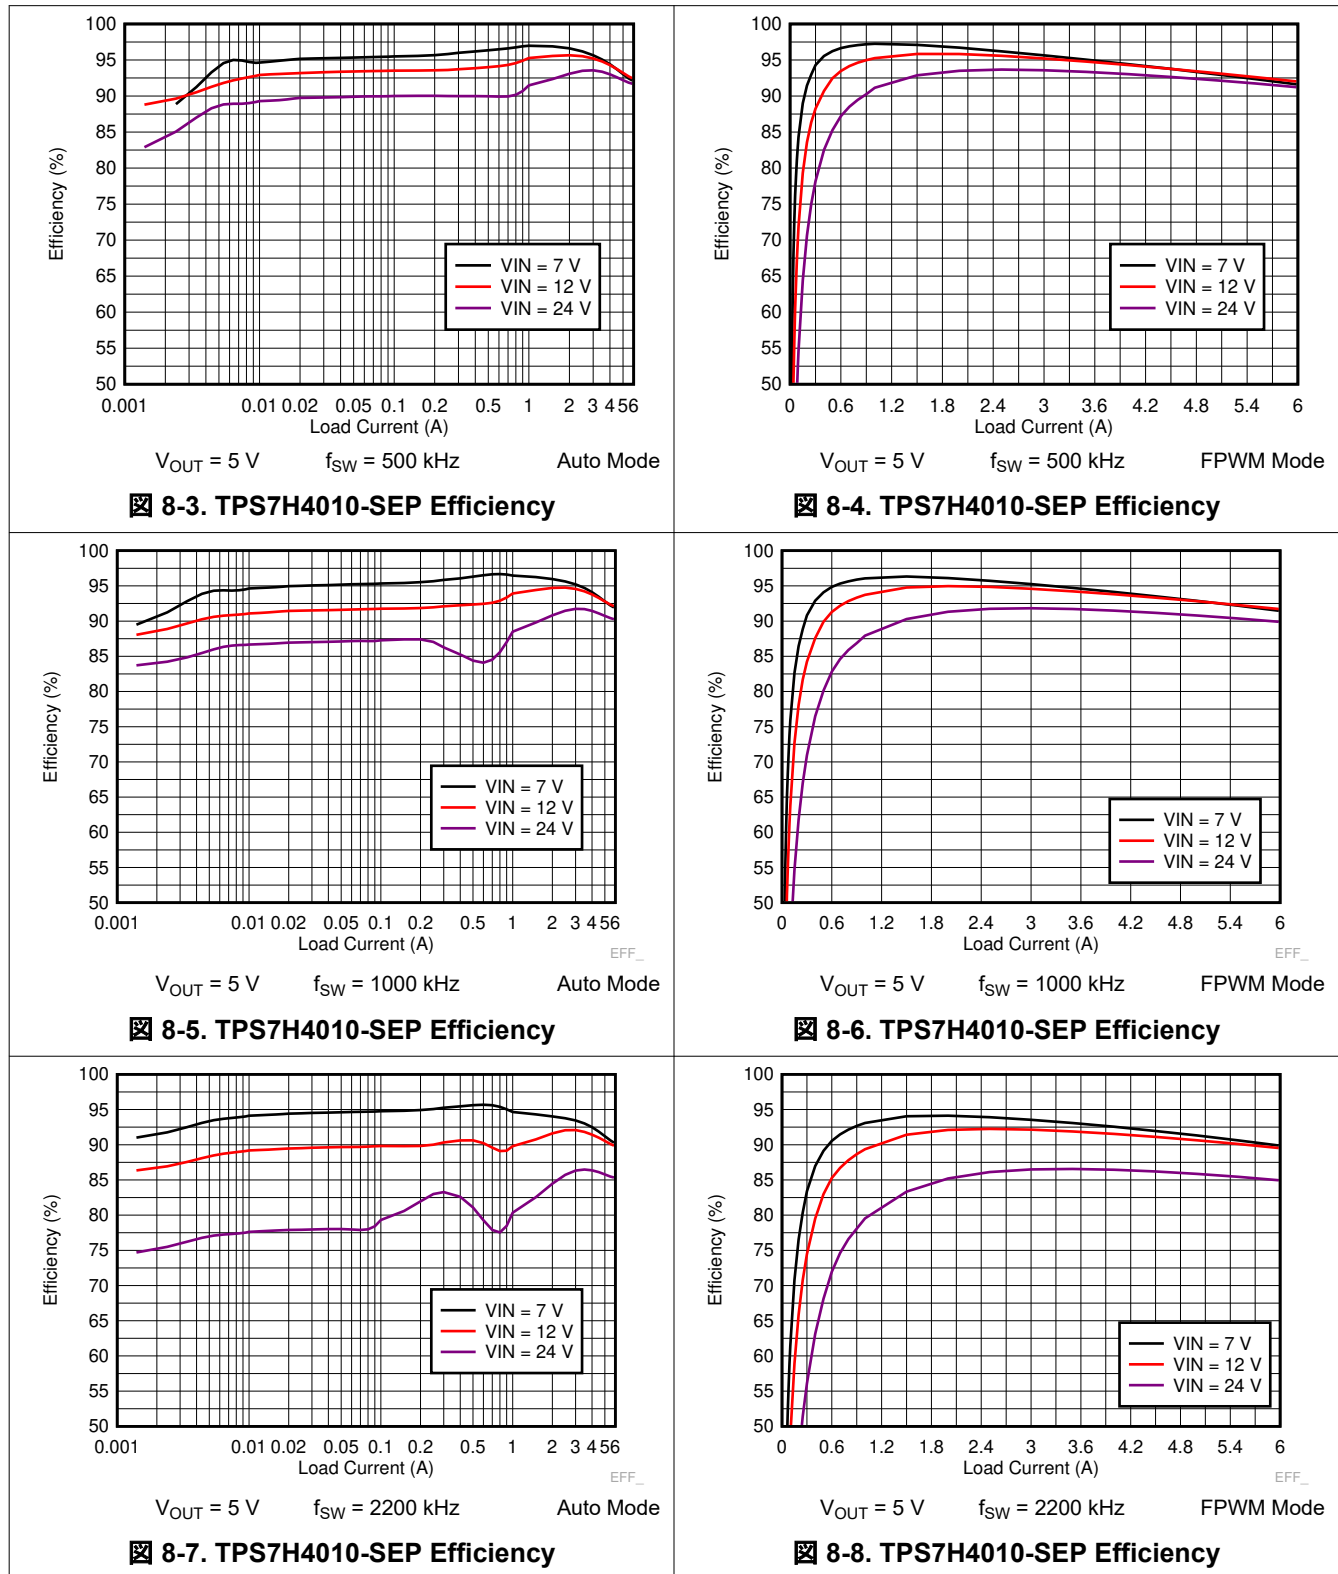 100
95
90
85
80
75
70
65
60
55
50
Efficiency (%)
VIN = 7 V
VIN = 12 V
VIN = 24 V
0.001 0.01 0.02 0.05 0.1 0.2 0.5 1 2 3 4 5 6
Load Current (A)
V_OUT = 5 V f_SW = 500 kHz Auto Mode
図 8-3. TPS7H4010-SEP Efficiency
100
95
90
85
80
75
70
65
60
55
50
Efficiency (%)
VIN = 7 V
VIN = 12 V
VIN = 24 V
0 0.6 1.2 1.8 2.4 3 3.6 4.2 4.8 5.4 6
Load Current (A)
V_OUT = 5 V f_SW = 500 kHz FPWM Mode
図 8-4. TPS7H4010-SEP Efficiency
100
95
90
85
80
75
70
65
60
55
50
Efficiency (%)
VIN = 7 V
VIN = 12 V
VIN = 24 V
0.001 0.01 0.02 0.05 0.1 0.2 0.5 1 2 3 4 5 6
Load Current (A)
EFF_
V_OUT = 5 V f_SW = 1000 kHz Auto Mode
図 8-5. TPS7H4010-SEP Efficiency
100
95
90
85
80
75
70
65
60
55
50
Efficiency (%)
VIN = 7 V
VIN = 12 V
VIN = 24 V
0 0.6 1.2 1.8 2.4 3 3.6 4.2 4.8 5.4 6
Load Current (A)
EFF_
V_OUT = 5 V f_SW = 1000 kHz FPWM Mode
図 8-6. TPS7H4010-SEP Efficiency
100
95
90
85
80
75
70
65
60
55
50
Efficiency (%)
VIN = 7 V
VIN = 12 V
VIN = 24 V
0.001 0.01 0.02 0.05 0.1 0.2 0.5 1 2 3 4 5 6
Load Current (A)
EFF_
V_OUT = 5 V f_SW = 2200 kHz Auto Mode
図 8-7. TPS7H4010-SEP Efficiency
100
95
90
85
80
75
70
65
60
55
50
Efficiency (%)
VIN = 7 V
VIN = 12 V
VIN = 24 V
0 0.6 1.2 1.8 2.4 3 3.6 4.2 4.8 5.4 6
Load Current (A)
EFF_
V_OUT = 5 V f_SW = 2200 kHz FPWM Mode
図 8-8. TPS7H4010-SEP Efficiency